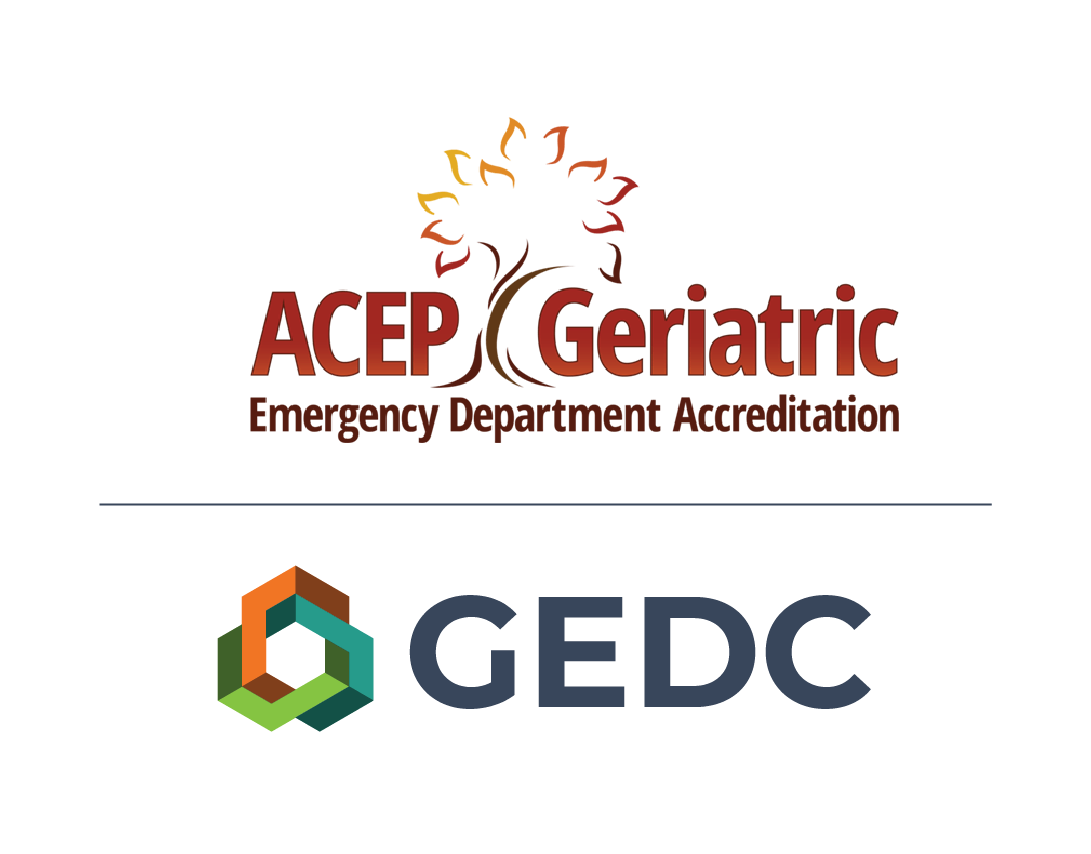 ACEP Geriatric
Emergency Department Accreditation
GEDC